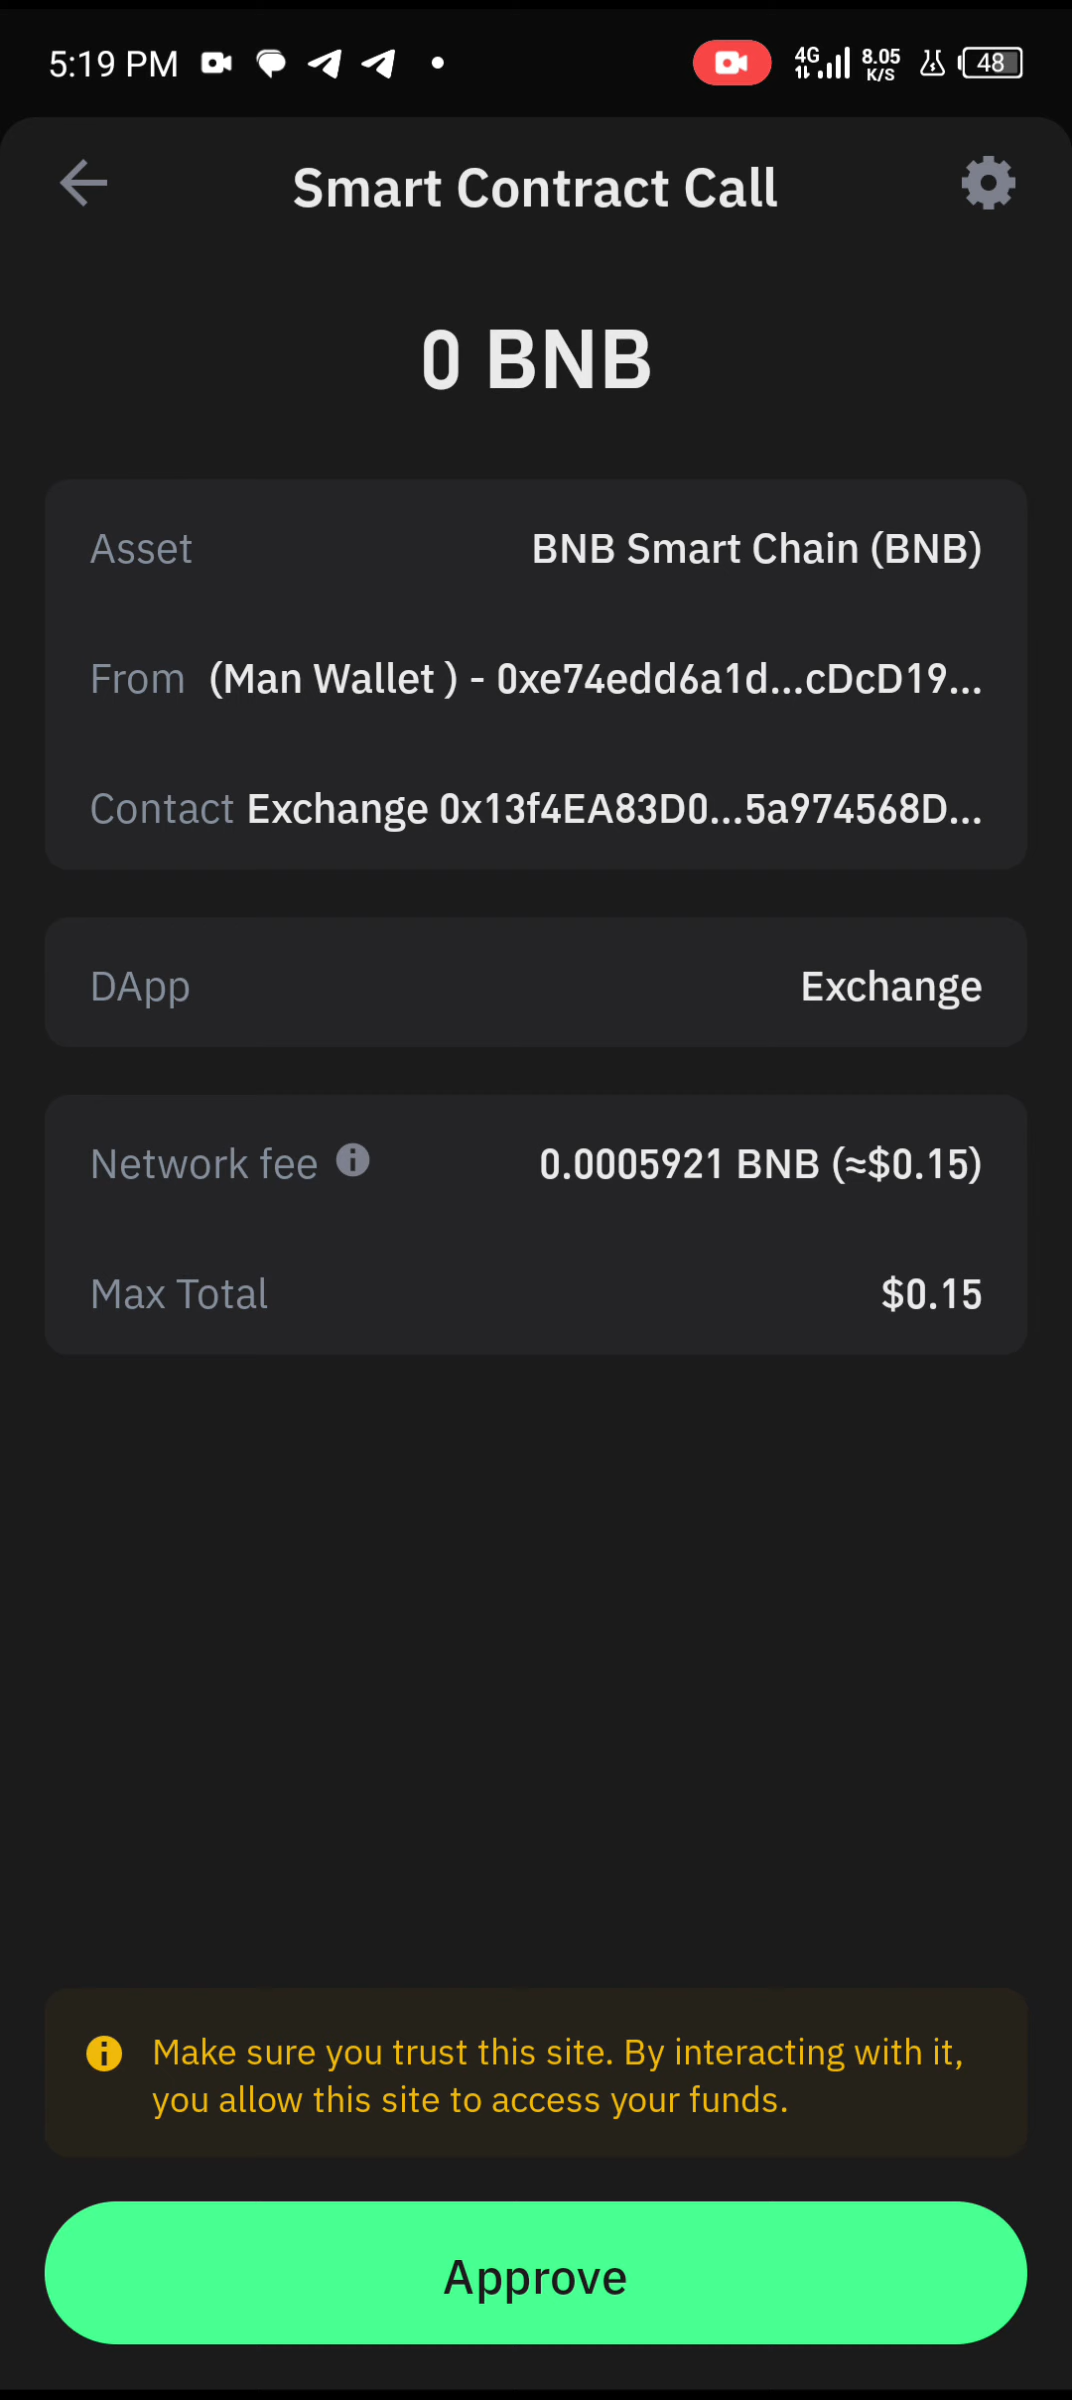 5:19 PM
4G 8.05 K/S 48
Smart Contract Call
0 BNB
Asset BNB Smart Chain (BNB)
From (Man Wallet ) - 0xe74edd6a1d...cDcD19...
Contact Exchange 0x13f4EA83D0...5a974568D...
DApp Exchange
Network fee 0.0005921 BNB (≈$0.15)
Max Total $0.15
Make sure you trust this site. By interacting with it,
you allow this site to access your funds.
Approve